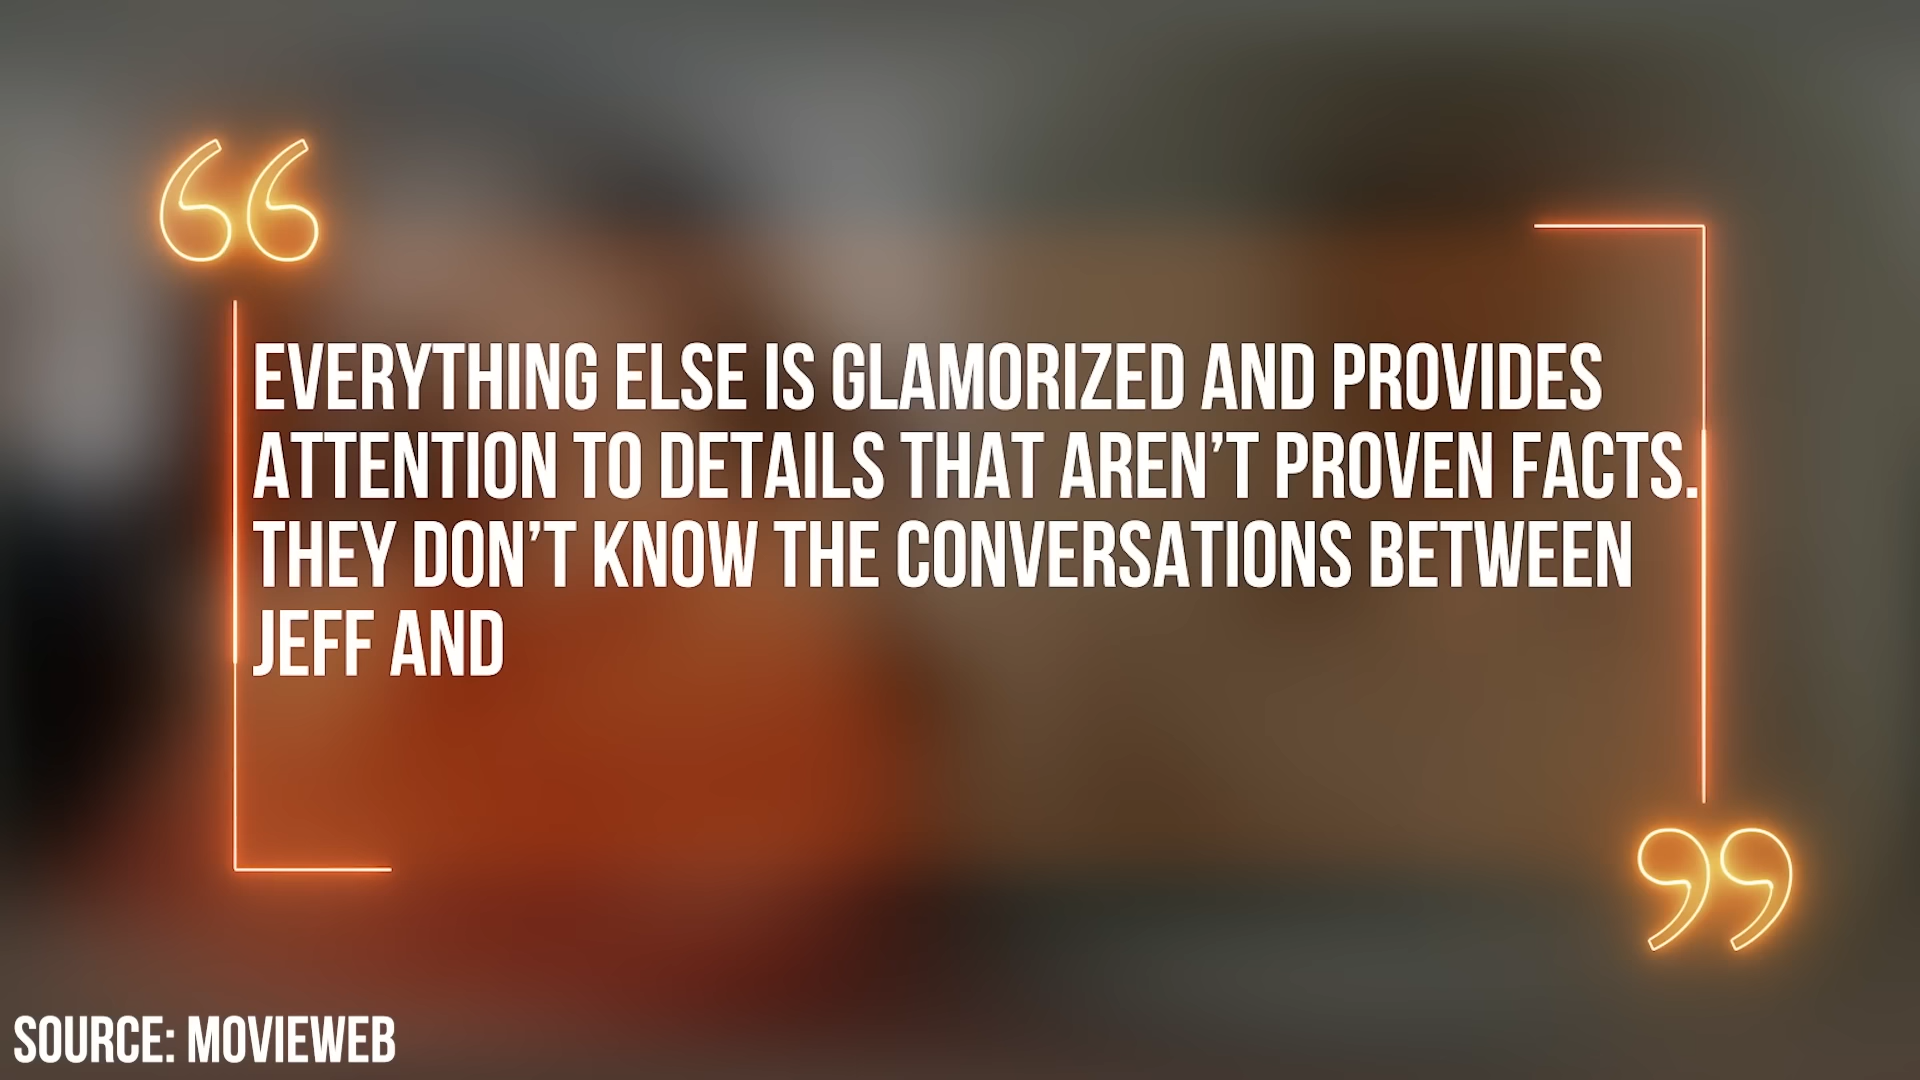 EVERYTHING ELSE IS GLAMORIZED AND PROVIDES
ATTENTION TO DETAILS THAT AREN’T PROVEN FACTS.
THEY DON’T KNOW THE CONVERSATIONS BETWEEN
JEFF AND
SOURCE: MOVIEWEB